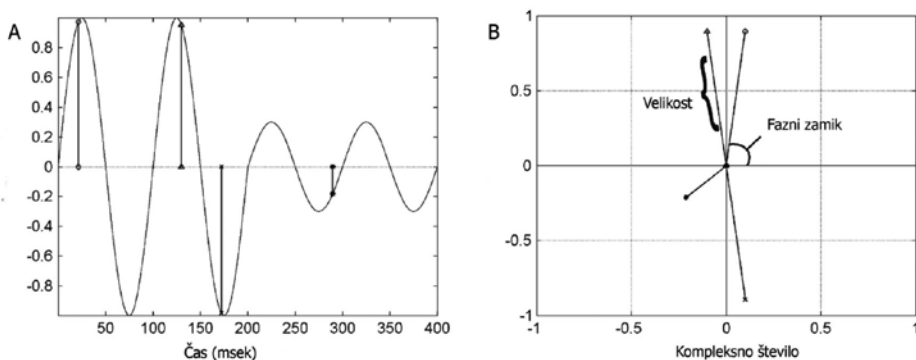 A
0.8
0.6
0.4
0.2
0
-0.2
-0.4
-0.6
-0.8
50 100 150 200 250 300 350 400
Čas (msek)
B
1
0.5
0
-0.5
-1
-1 -0.5 0 0.5 1
Velikost
Fazni zamik
Kompleksno število